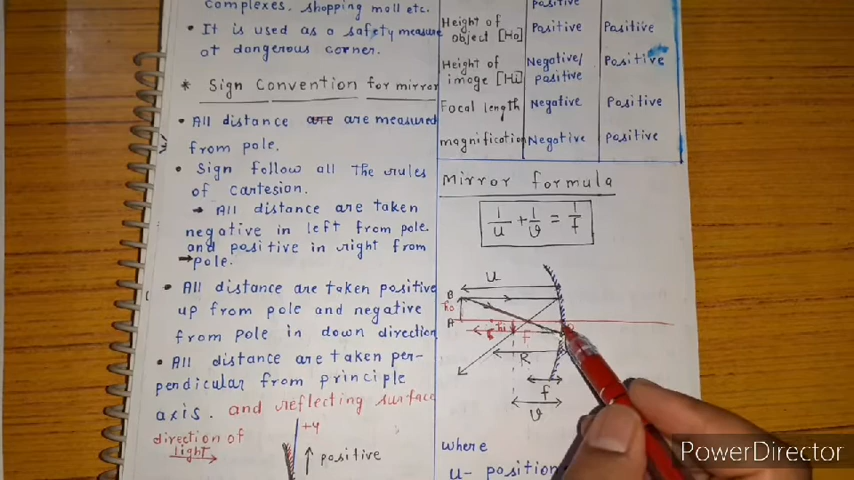 complexes, shopping mall etc.
• It is used as a safety measure
at dangerous corner.
* Sign Convention for mirror
• All distance are are measured
from pole.
• Sign follow all the rules
of Cartesion.
→ All distance are taken
negative in left from pole.
and positive in right from
→ pole.
• All distance are taken positive
up from pole and negative
from pole in down direction
• All distance are taken per-
pendicular from principle
axis. and reflecting surface
direction of
light
+y
positive
positive
Height of object [Ho] Positive Positive
Height of image [Hi] Negative/positive Positive
Focal length Negative Positive
magnification Negative Positive
Mirror formula
1/u + 1/v = 1/f
u
B
ho
A
hi
f
R
f
v
where
u- position
PowerDirector